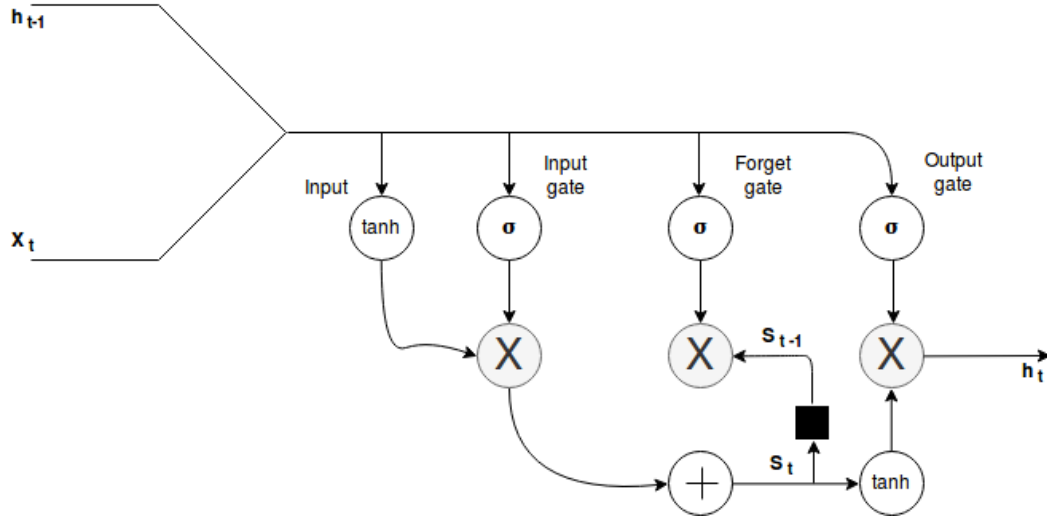 h t-1
X t
Input
Input
gate
Forget
gate
Output
gate
tanh
σ
σ
σ
X
X
X
S t-1
h t
S t
+
tanh